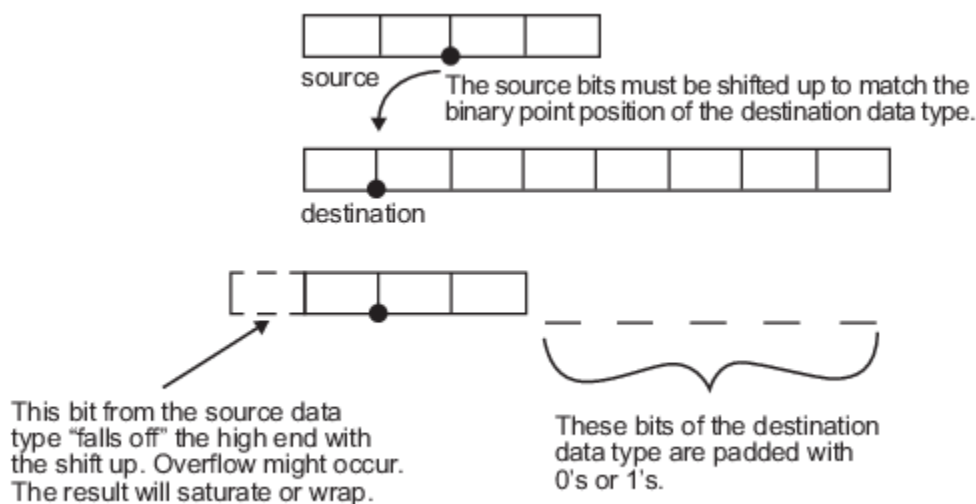 source
The source bits must be shifted up to match the
binary point position of the destination data type.
destination
This bit from the source data
type “falls off” the high end with
the shift up. Overflow might occur.
The result will saturate or wrap.
These bits of the destination
data type are padded with
0's or 1's.